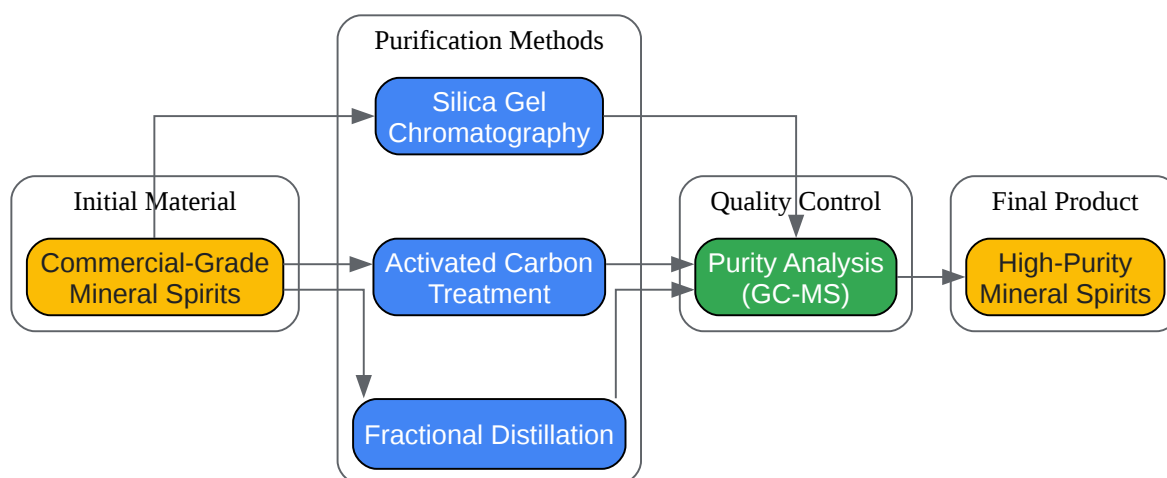 Purification Methods
Silica Gel
Chromatography
Initial Material
Commercial-Grade
Mineral Spirits
Activated Carbon
Treatment
Fractional Distillation
Quality Control
Purity Analysis
(GC-MS)
Final Product
High-Purity
Mineral Spirits